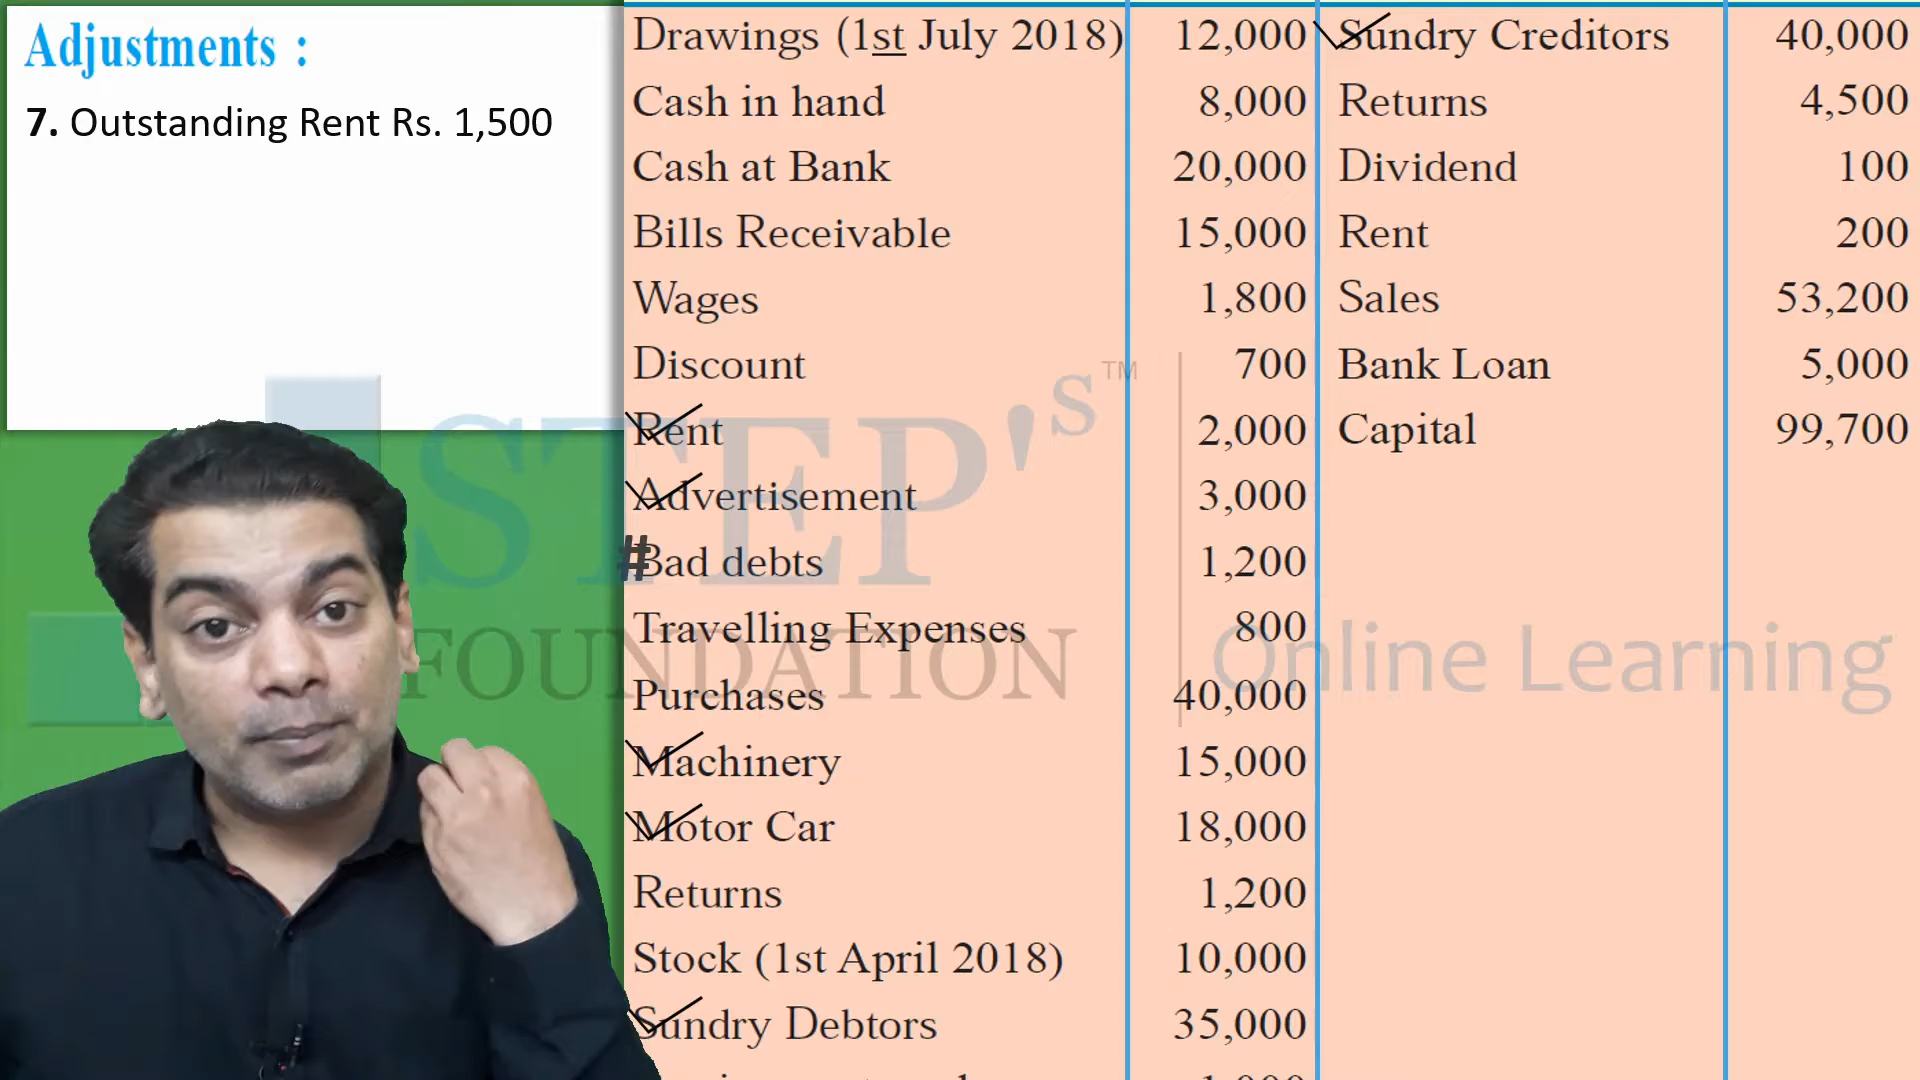 Adjustments :
7. Outstanding Rent Rs. 1,500
Drawings (1st July 2018) 12,000 Sundry Creditors 40,000
Cash in hand 8,000 Returns 4,500
Cash at Bank 20,000 Dividend 100
Bills Receivable 15,000 Rent 200
Wages 1,800 Sales 53,200
Discount 700 Bank Loan 5,000
Rent 2,000 Capital 99,700
Advertisement 3,000
# Bad debts 1,200
Travelling Expenses 800
Purchases 40,000
Machinery 15,000
Motor Car 18,000
Returns 1,200
Stock (1st April 2018) 10,000
Sundry Debtors 35,000
STEP's™
FOUNDATION
Online Learning